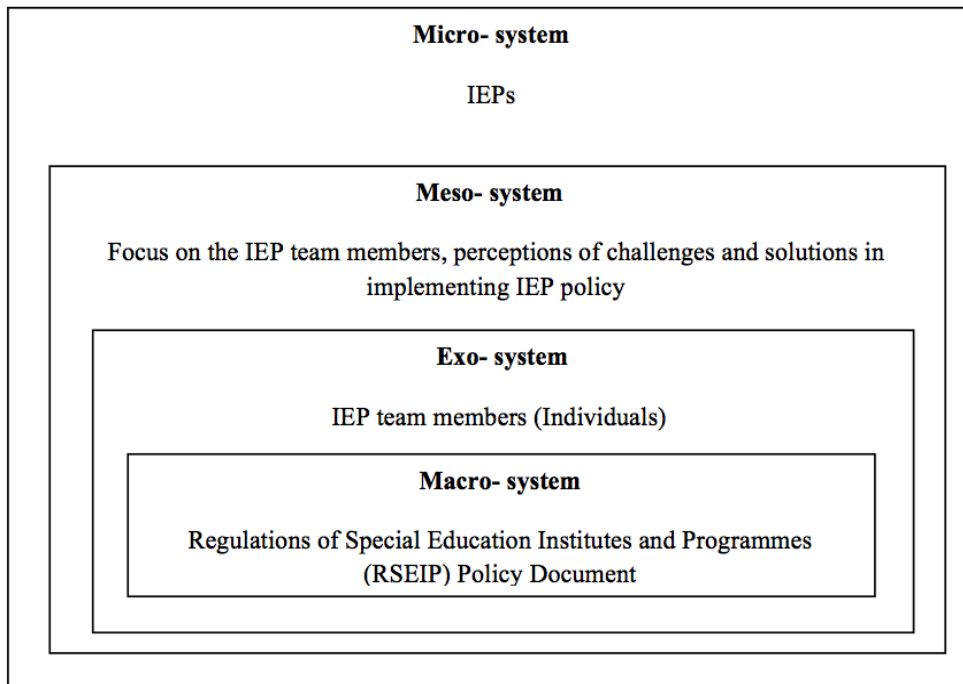 Micro- system
IEPs
Meso- system
Focus on the IEP team members, perceptions of challenges and solutions in
implementing IEP policy
Exo- system
IEP team members (Individuals)
Macro- system
Regulations of Special Education Institutes and Programmes
(RSEIP) Policy Document